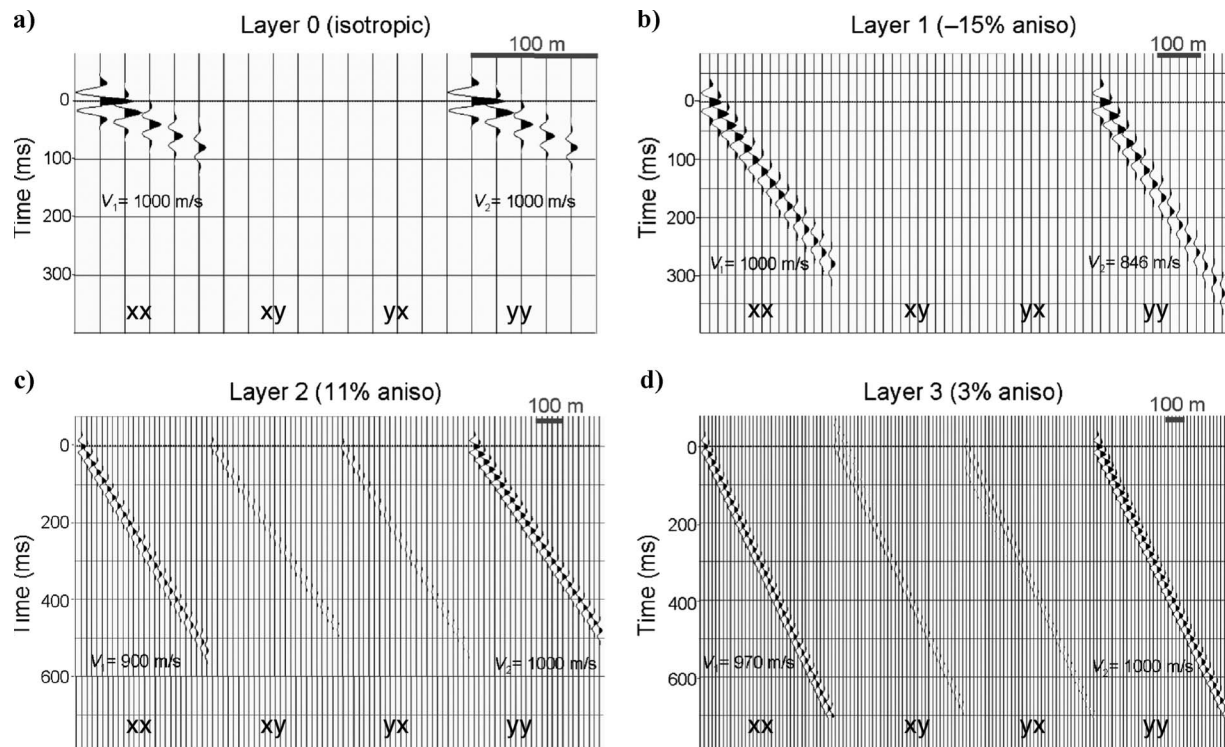 a)
Layer 0 (isotropic)
100 m
Time (ms)
0
100
200
300
V1= 1000 m/s
V2= 1000 m/s
xx xy yx yy
b)
Layer 1 (–15% aniso)
100 m
Time (ms)
0
100
200
300
V1= 1000 m/s
V2= 846 m/s
xx xy yx yy
c)
Layer 2 (11% aniso)
100 m
Time (ms)
0
200
400
600
V1= 900 m/s
V2= 1000 m/s
xx xy yx yy
d)
Layer 3 (3% aniso)
100 m
Time (ms)
0
200
400
600
V1= 970 m/s
V2= 1000 m/s
xx xy yx yy